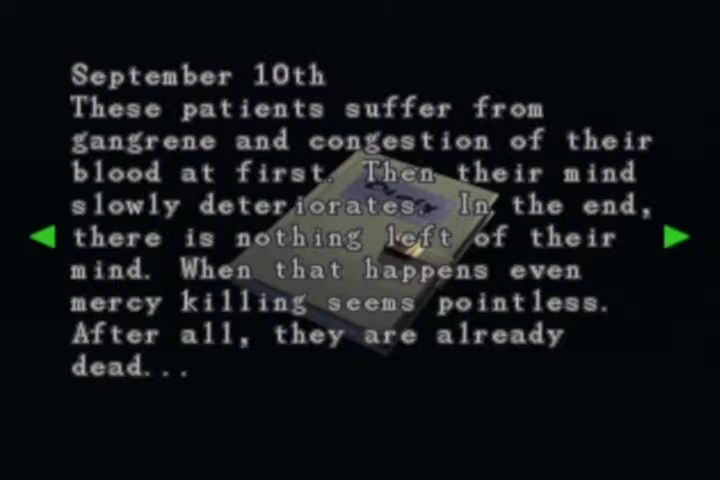 September 10th
These patients suffer from
gangrene and congestion of their
blood at first. Then their mind
slowly deteriorates. In the end,
there is nothing left of their
mind. When that happens even
mercy killing seems pointless.
After all, they are already
dead...
Diary